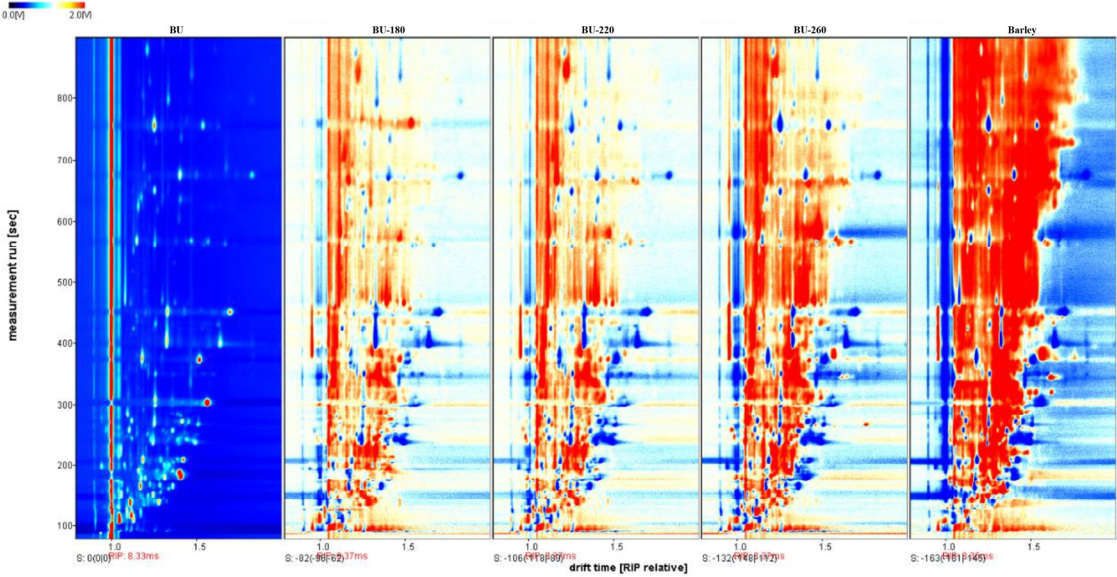 0.0[V] 2.0[V]
BU BU-180 BU-220 BU-260 Barley
measurement run [sec]
800
700
600
500
400
300
200
100
1.0 1.5 1.0 1.5 1.0 1.5 1.0 1.5 1.0 1.5
S: 0(0|0) RIP: 8.33ms
drift time [RIP relative]